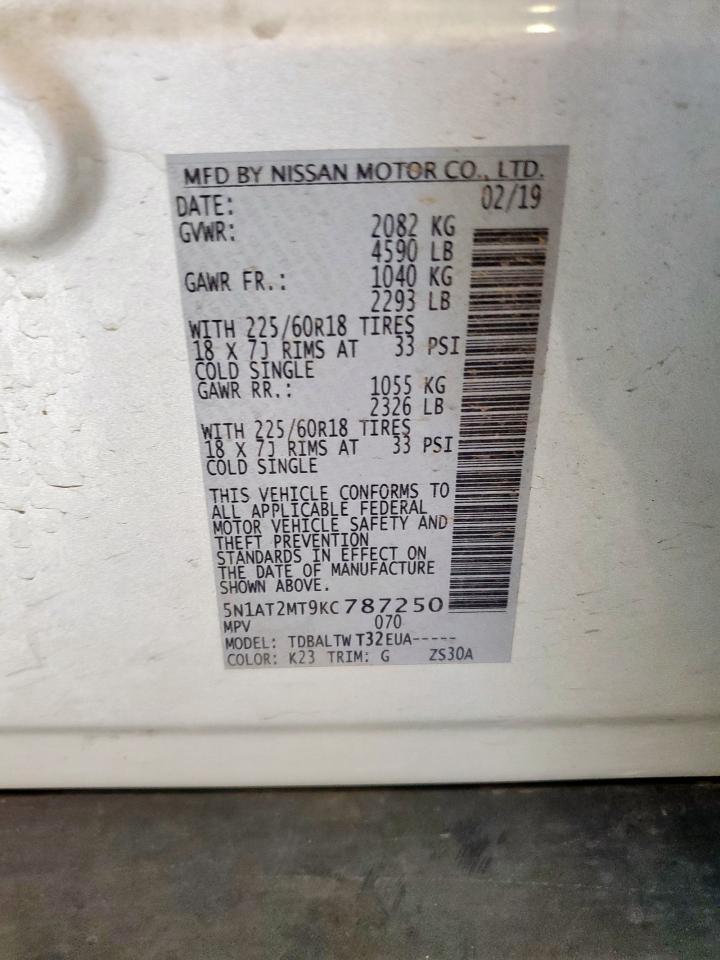 MFD BY NISSAN MOTOR CO., LTD.
DATE: 02/19
GVWR: 2082 KG
4590 LB
GAWR FR.: 1040 KG
2293 LB
WITH 225/60R18 TIRES
18 X 7J RIMS AT 33 PSI
COLD SINGLE
GAWR RR.: 1055 KG
2326 LB
WITH 225/60R18 TIRES
18 X 7J RIMS AT 33 PSI
COLD SINGLE
THIS VEHICLE CONFORMS TO
ALL APPLICABLE FEDERAL
MOTOR VEHICLE SAFETY AND
THEFT PREVENTION
STANDARDS IN EFFECT ON
THE DATE OF MANUFACTURE
SHOWN ABOVE.
5N1AT2MT9KC787250
MPV 070
MODEL: TDBALTWT32EUA-----
COLOR: K23 TRIM: G ZS30A